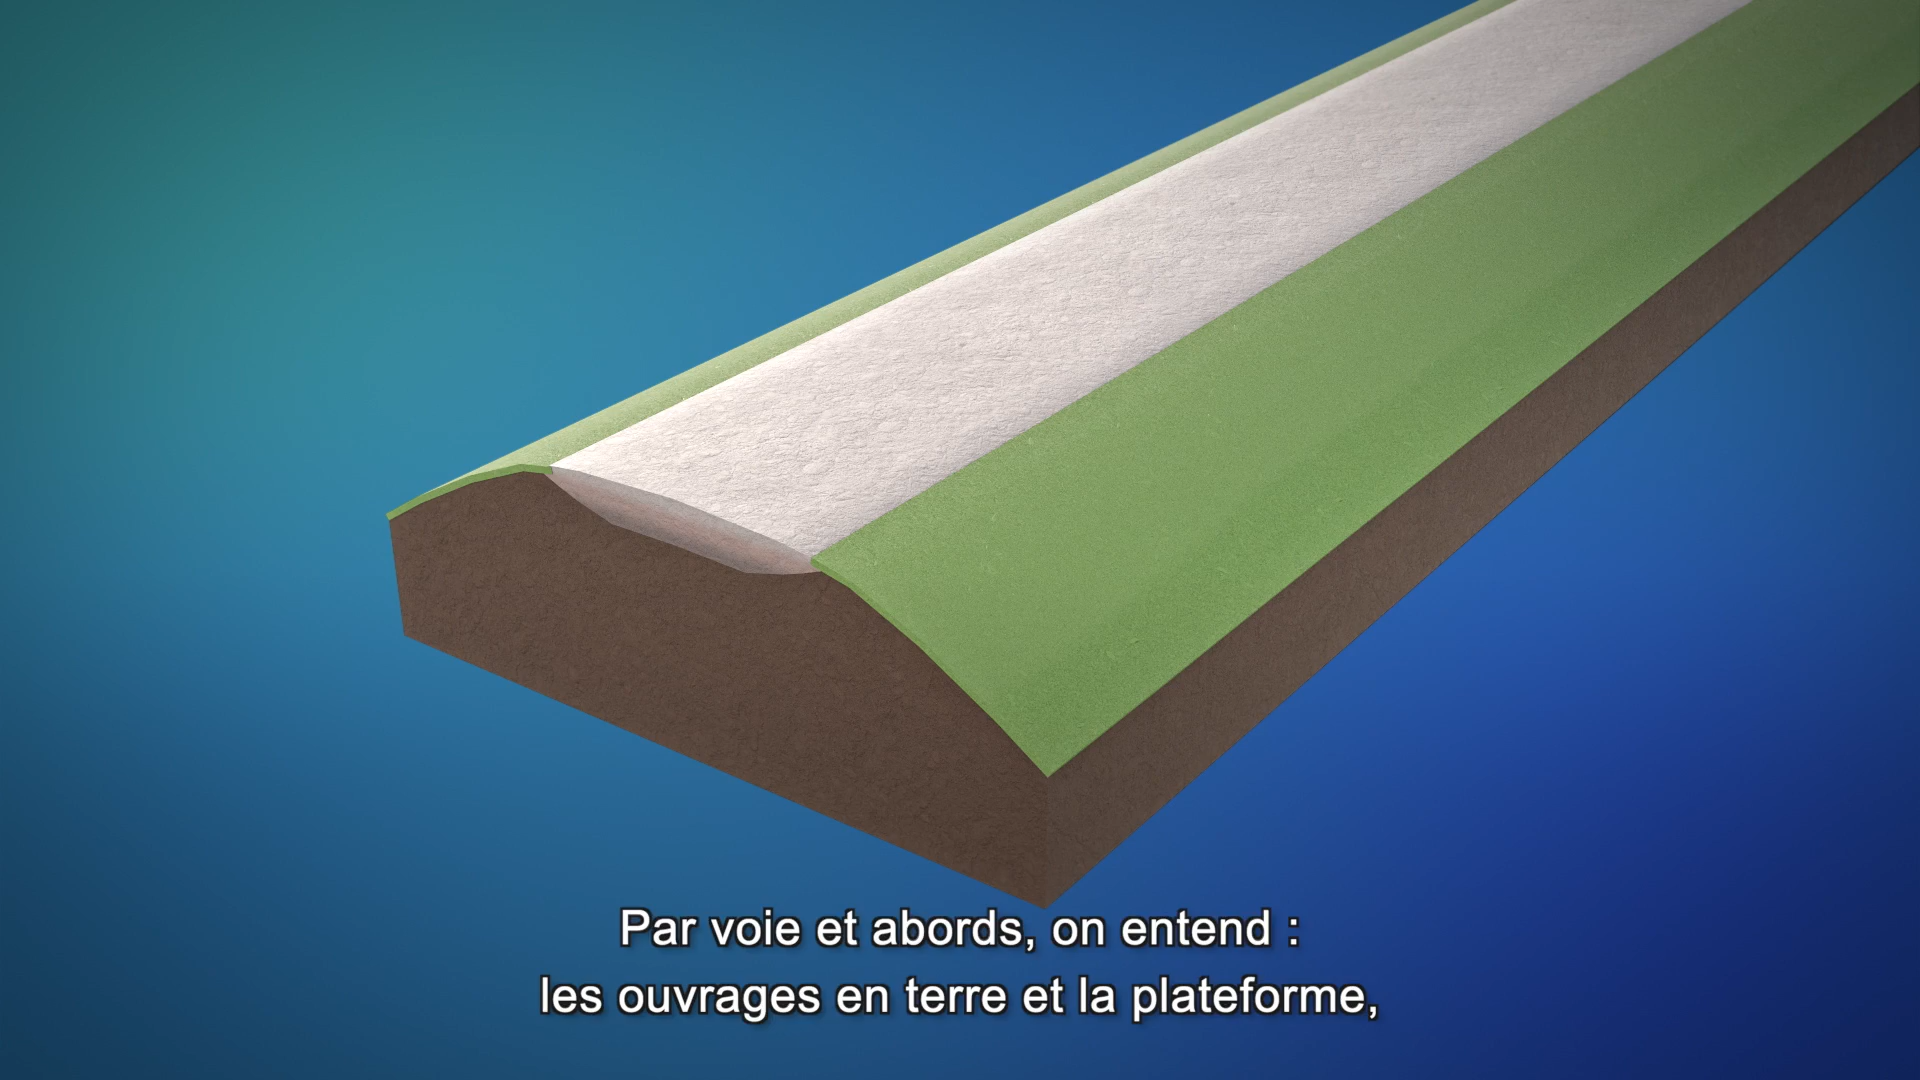 Par voie et abords, on entend :
les ouvrages en terre et la plateforme,